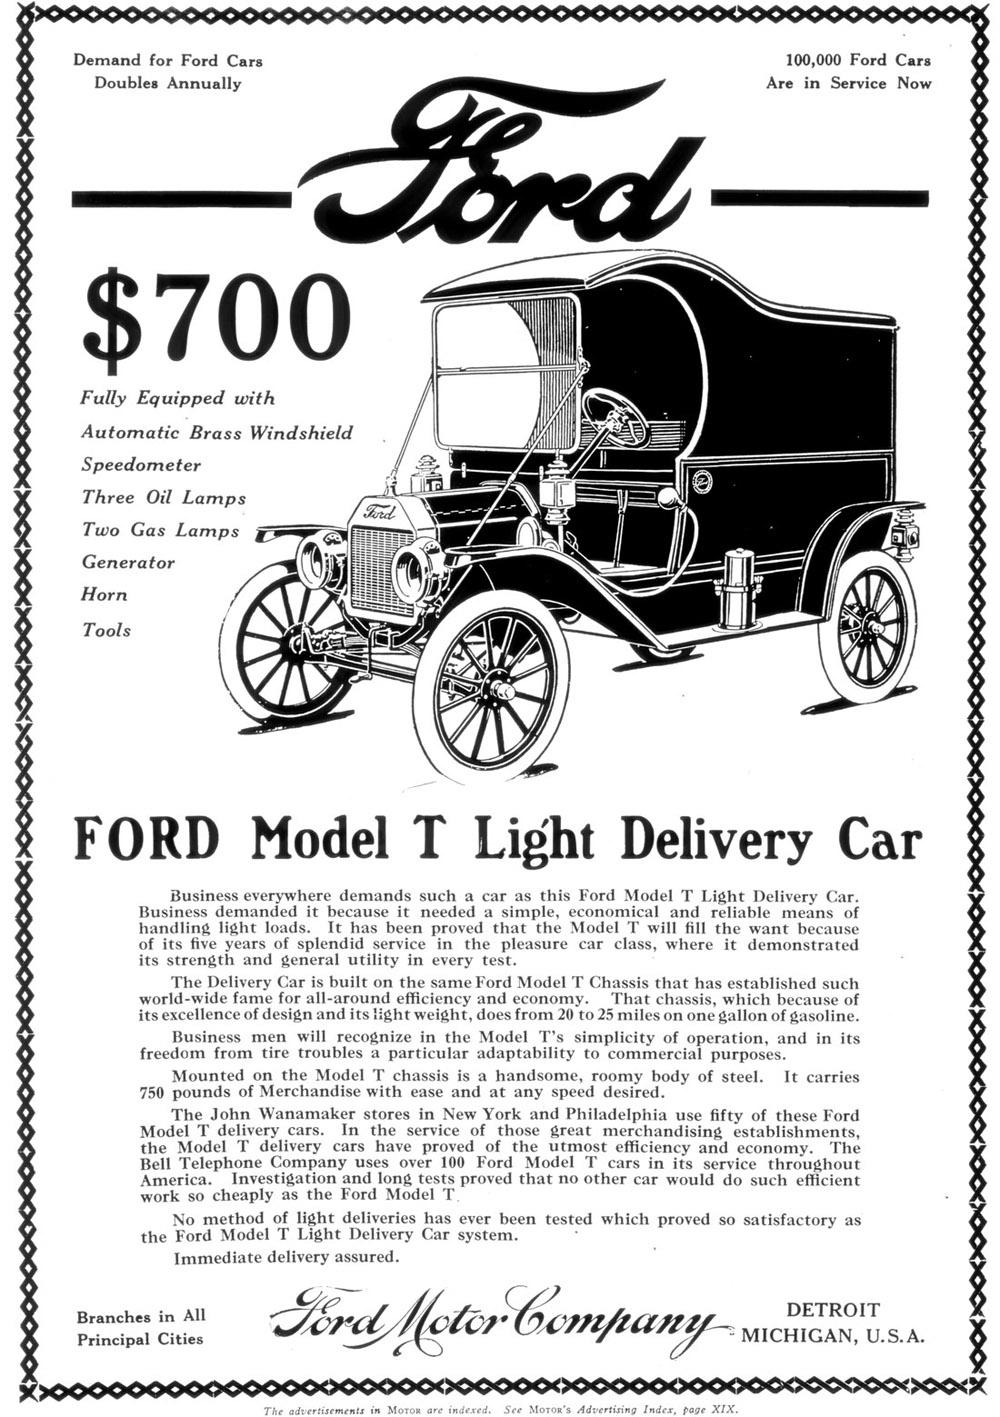 Demand for Ford Cars
Doubles Annually
100,000 Ford Cars
Are in Service Now
Ford
$700
Fully Equipped with
Automatic Brass Windshield
Speedometer
Three Oil Lamps
Two Gas Lamps
Generator
Horn
Tools
Ford
FORD Model T Light Delivery Car
Business everywhere demands such a car as this Ford Model T Light Delivery Car.
Business demanded it because it needed a simple, economical and reliable means of
handling light loads. It has been proved that the Model T will fill the want because
of its five years of splendid service in the pleasure car class, where it demonstrated
its strength and general utility in every test.
The Delivery Car is built on the same Ford Model T Chassis that has established such
world-wide fame for all-around efficiency and economy. That chassis, which because of
its excellence of design and its light weight, does from 20 to 25 miles on one gallon of gasoline.
Business men will recognize in the Model T's simplicity of operation, and in its
freedom from tire troubles a particular adaptability to commercial purposes.
Mounted on the Model T chassis is a handsome, roomy body of steel. It carries
750 pounds of Merchandise with ease and at any speed desired.
The John Wanamaker stores in New York and Philadelphia use fifty of these Ford
Model T delivery cars. In the service of those great merchandising establishments,
the Model T delivery cars have proved of the utmost efficiency and economy. The
Bell Telephone Company uses over 100 Ford Model T cars in its service throughout
America. Investigation and long tests proved that no other car would do such efficient
work so cheaply as the Ford Model T.
No method of light deliveries has ever been tested which proved so satisfactory as
the Ford Model T Light Delivery Car system.
Immediate delivery assured.
Branches in All
Principal Cities
Ford Motor Company
DETROIT
MICHIGAN, U.S.A.
The advertisements in MOTOR are indexed. See MOTOR'S Advertising Index, page XIX.